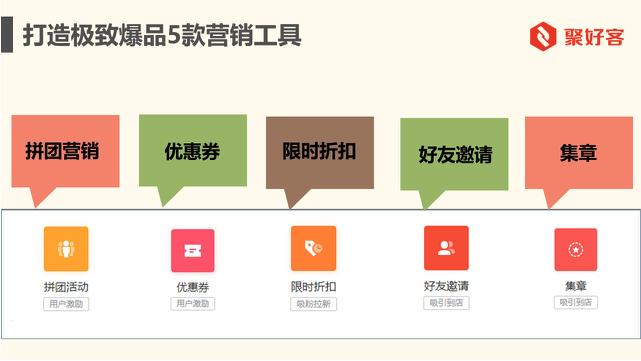 打造极致爆品5款营销工具
聚好客
拼团营销
优惠券
限时折扣
好友邀请
集章
拼团活动
用户激励
优惠券
用户激励
限时折扣
吸粉拉新
好友邀请
吸引到店
集章
吸引到店